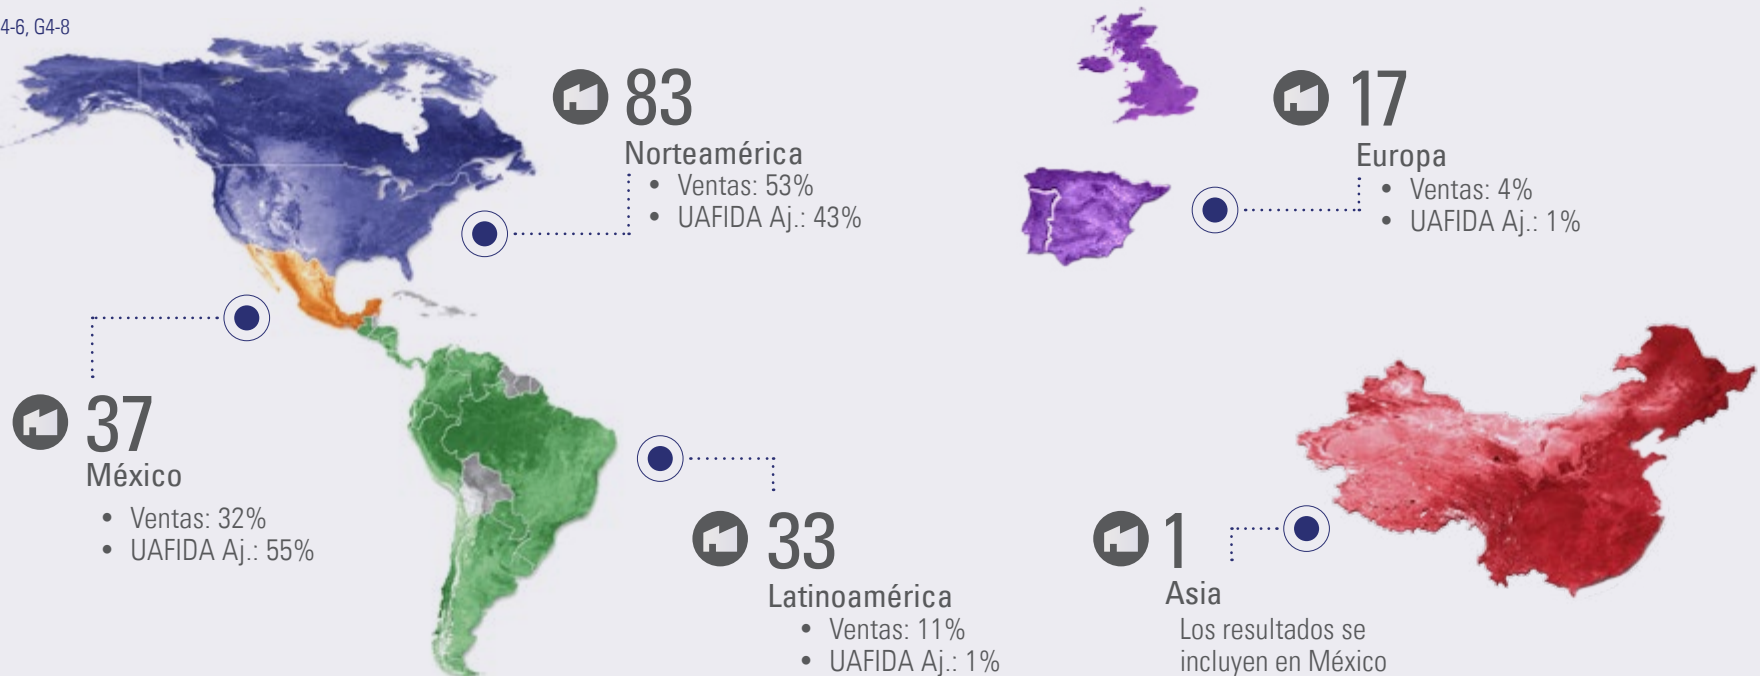 4-6, G4-8
83
Norteamérica
• Ventas: 53%
• UAFIDA Aj.: 43%
17
Europa
• Ventas: 4%
• UAFIDA Aj.: 1%
37
México
• Ventas: 32%
• UAFIDA Aj.: 55%
33
Latinoamérica
• Ventas: 11%
• UAFIDA Aj.: 1%
1
Asia
Los resultados se
incluyen en México